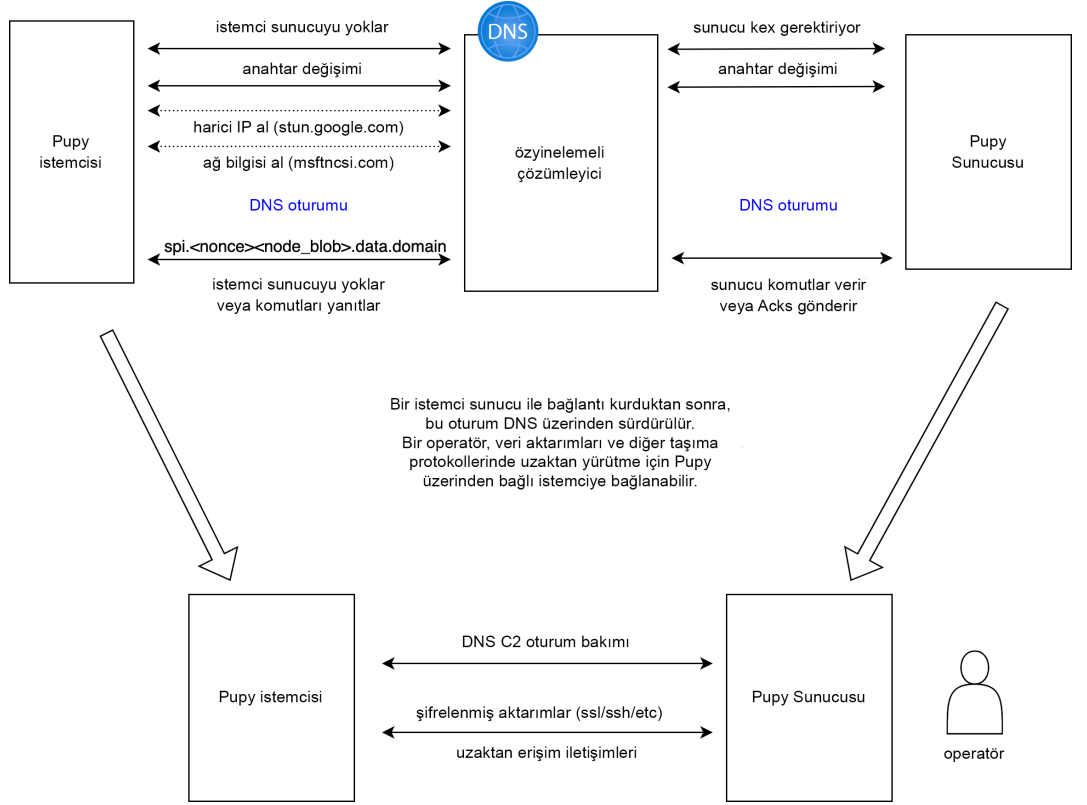 istemci sunucuyu yoklar
DNS
sunucu kex gerektiriyor
anahtar değişimi
anahtar değişimi
harici IP al (stun.google.com)
Pupy
istemcisi
ağ bilgisi al (msftncsi.com)
özyinelemeli
çözümleyici
Pupy
Sunucusu
DNS oturumu
DNS oturumu
spi.<nonce><node_blob>.data.domain
istemci sunucuyu yoklar
veya komutları yanıtlar
sunucu komutlar verir
veya Acks gönderir
Bir istemci sunucu ile bağlantı kurduktan sonra,
bu oturum DNS üzerinden sürdürülür.
Bir operatör, veri aktarımları ve diğer taşıma
protokollerinde uzaktan yürütme için Pupy
üzerinden bağlı istemciye bağlanabilir.
DNS C2 oturum bakımı
Pupy istemcisi
Pupy Sunucusu
şifrelenmiş aktarımlar (ssl/ssh/etc)
uzaktan erişim iletişimleri
operatör